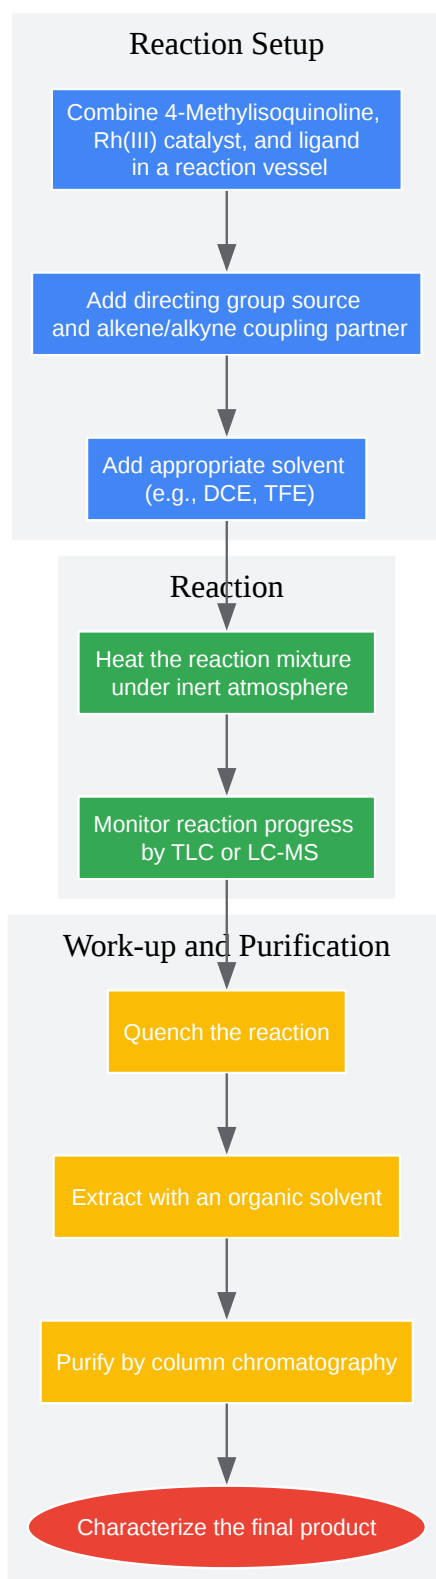 Reaction Setup
Combine 4-Methylisoquinoline,
Rh(III) catalyst, and ligand
in a reaction vessel
Add directing group source
and alkene/alkyne coupling partner
Add appropriate solvent
(e.g., DCE, TFE)
Reaction
Heat the reaction mixture
under inert atmosphere
Monitor reaction progress
by TLC or LC-MS
Work-up and Purification
Quench the reaction
Extract with an organic solvent
Purify by column chromatography
Characterize the final product